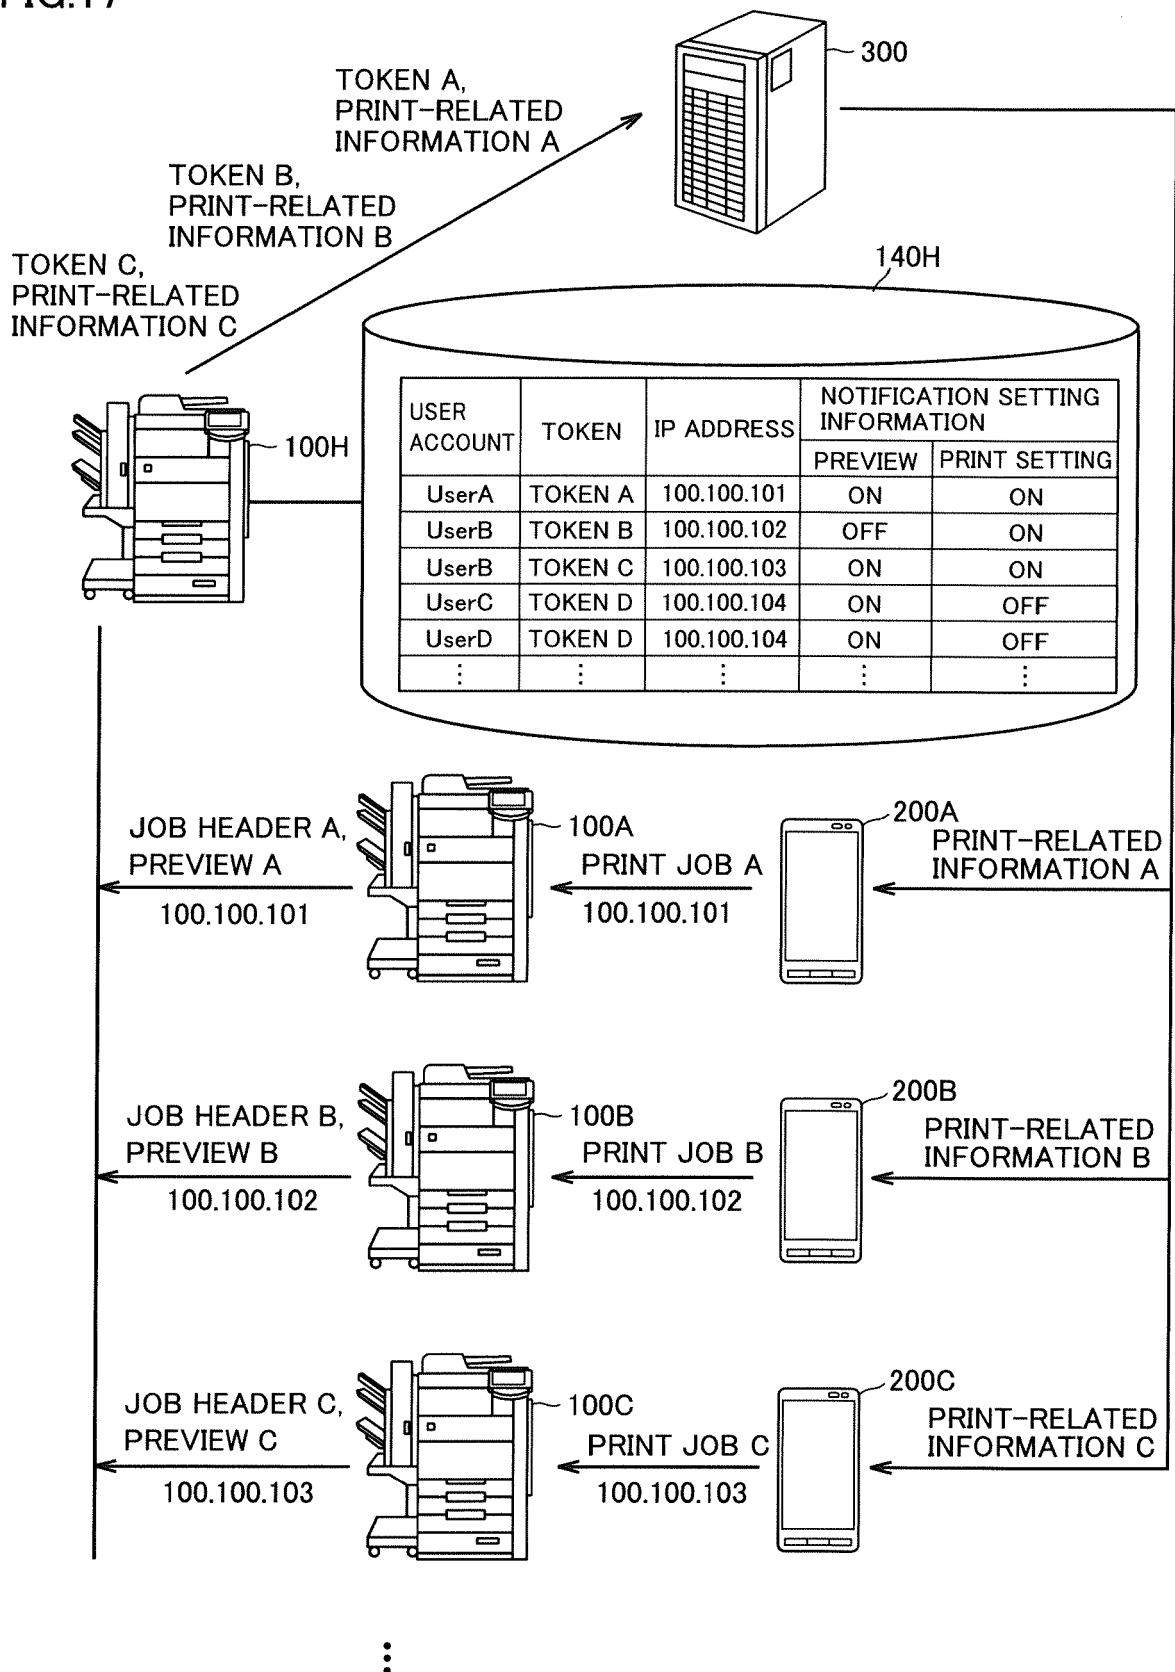 FIG.17
300
TOKEN A,
PRINT-RELATED
INFORMATION A
TOKEN B,
PRINT-RELATED
INFORMATION B
TOKEN C,
PRINT-RELATED
INFORMATION C
140H
100H
USER ACCOUNT TOKEN IP ADDRESS NOTIFICATION SETTING INFORMATION
PREVIEW PRINT SETTING
UserA TOKEN A 100.100.101 ON ON
UserB TOKEN B 100.100.102 OFF ON
UserB TOKEN C 100.100.103 ON ON
UserC TOKEN D 100.100.104 ON OFF
UserD TOKEN D 100.100.104 ON OFF
⋮ ⋮ ⋮ ⋮ ⋮
JOB HEADER A,
PREVIEW A
100.100.101
100A
PRINT JOB A
100.100.101
200A
PRINT-RELATED
INFORMATION A
JOB HEADER B,
PREVIEW B
100.100.102
100B
PRINT JOB B
100.100.102
200B
PRINT-RELATED
INFORMATION B
JOB HEADER C,
PREVIEW C
100.100.103
100C
PRINT JOB C
100.100.103
200C
PRINT-RELATED
INFORMATION C
⋮